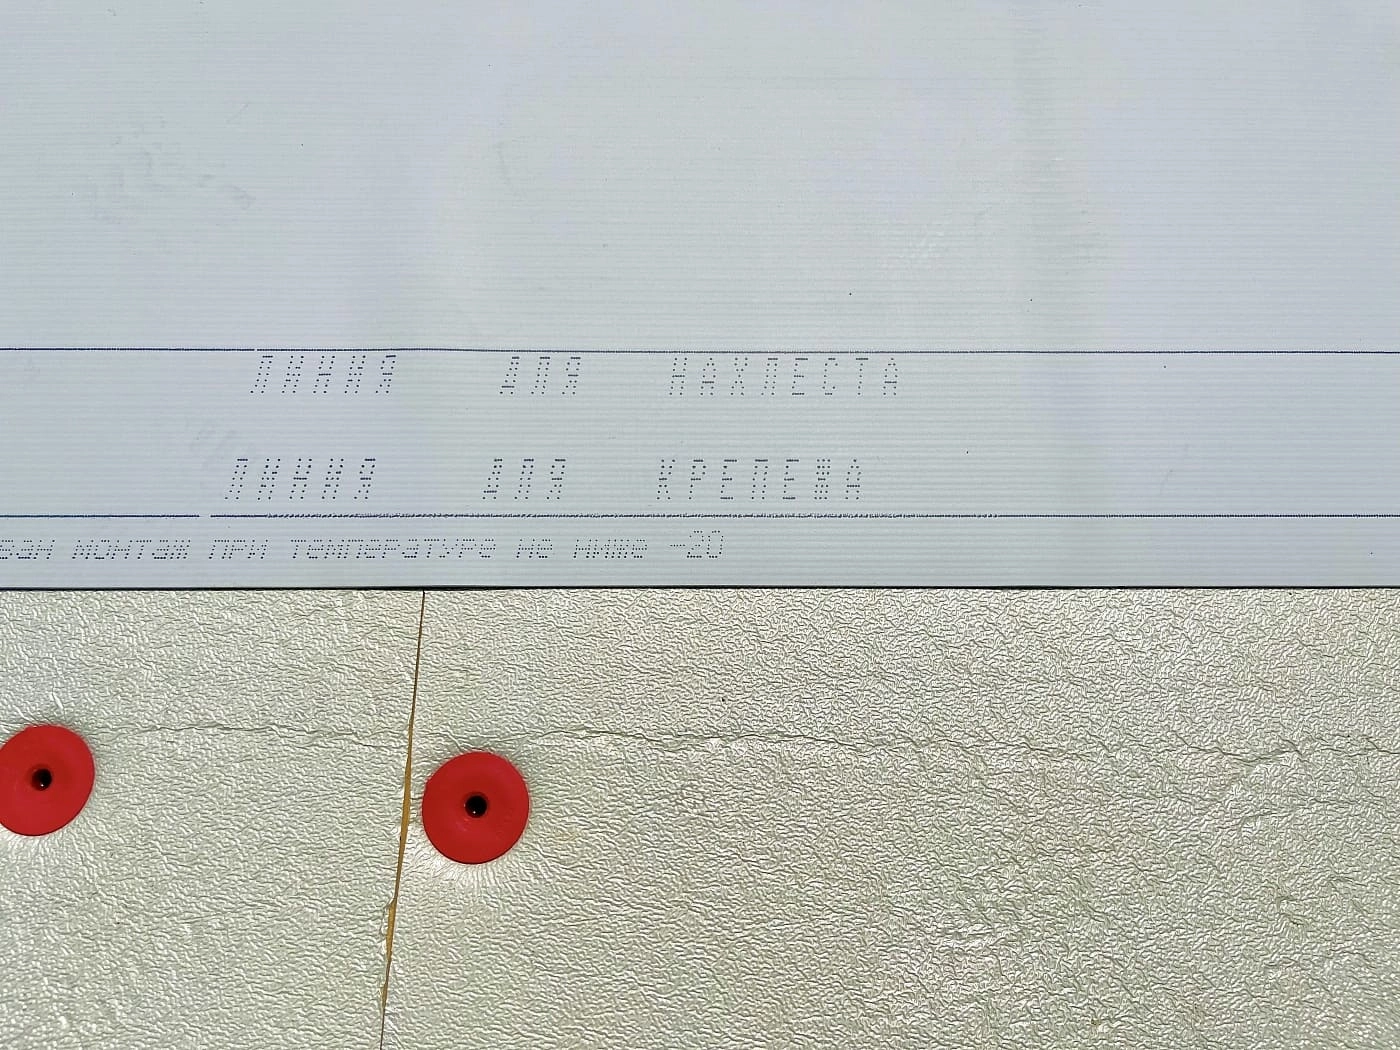 ЛИНИЯ ДЛЯ НАХЛЕСТА
ЛИНИЯ ДЛЯ КРЕПЕЖА
монтаж при температуре не ниже -20